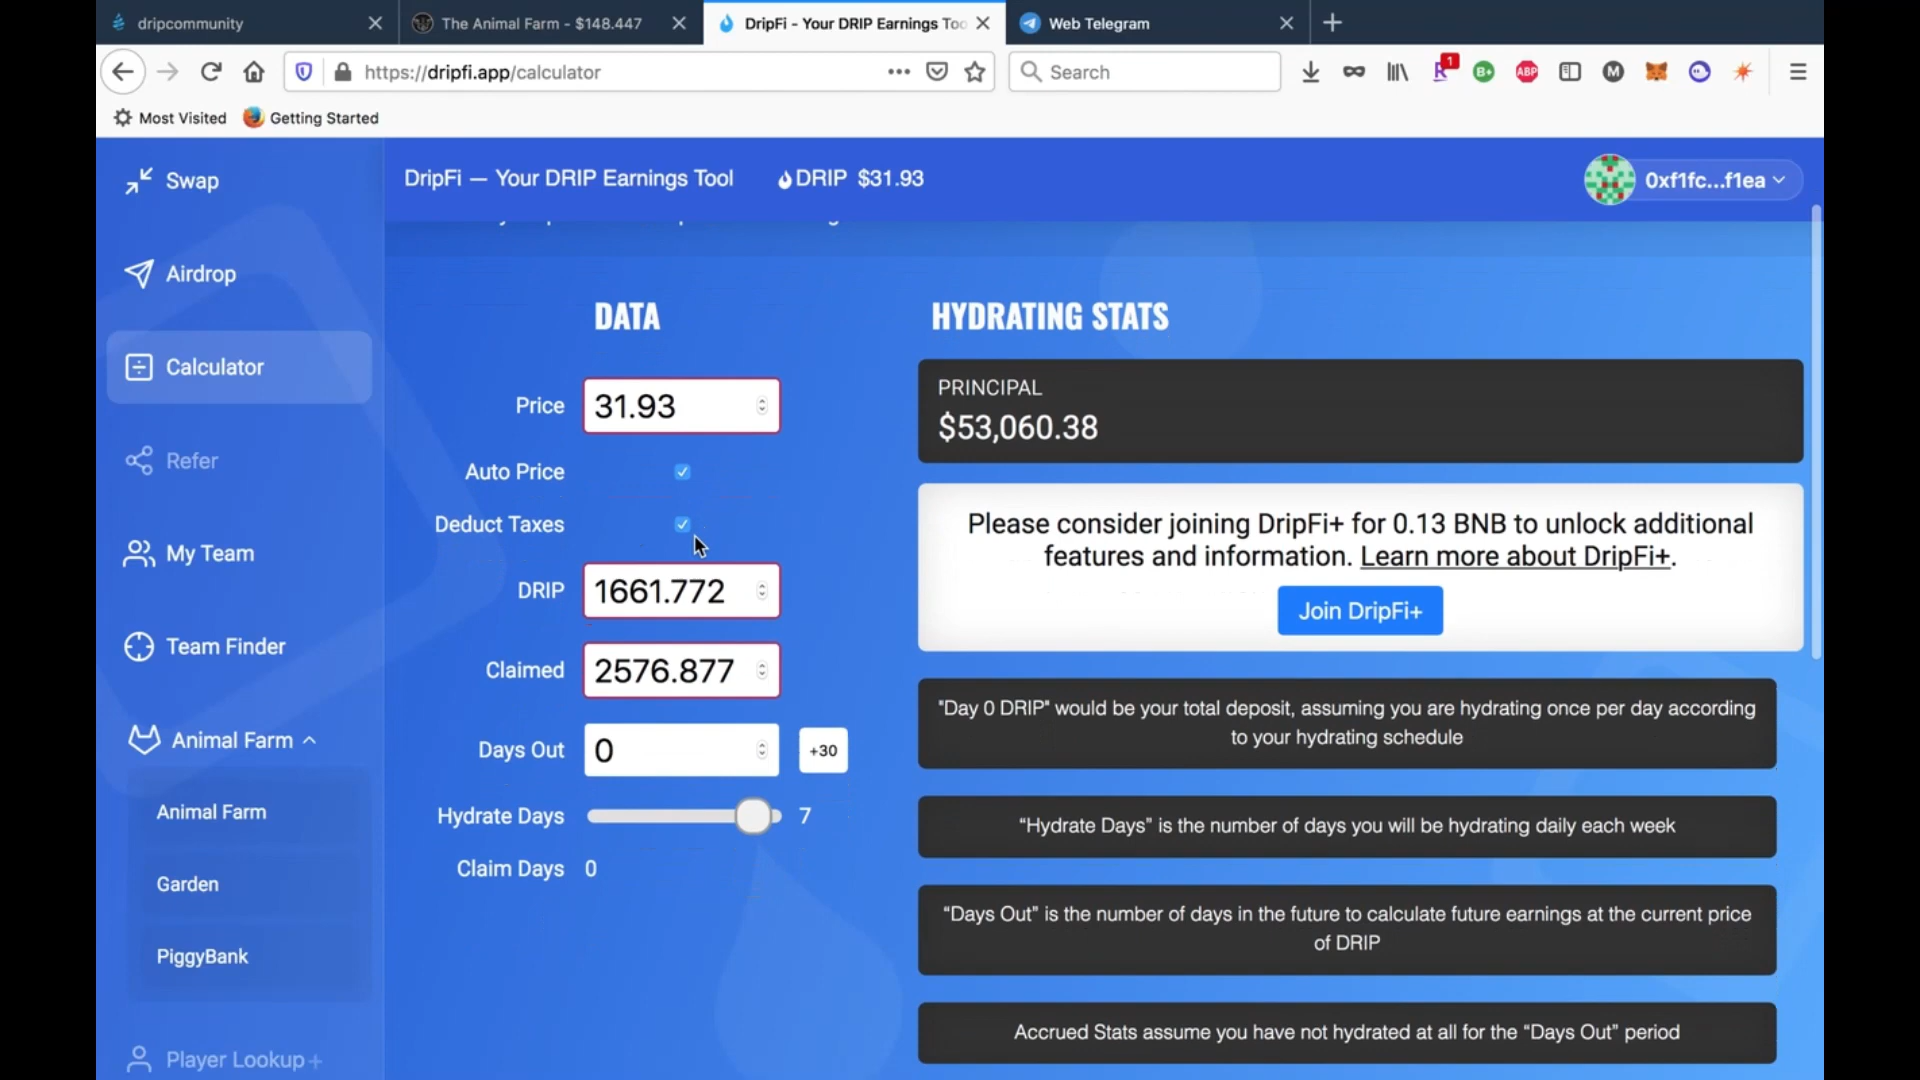 dripcommunity
The Animal Farm - $148.447
DripFi - Your DRIP Earnings Too
Web Telegram
https://dripfi.app/calculator
Search
1
B+
ABP
M
Most Visited
Getting Started
Swap
Airdrop
Calculator
Refer
My Team
Team Finder
Animal Farm
Animal Farm
Garden
PiggyBank
Player Lookup+
DripFi — Your DRIP Earnings Tool
DRIP $31.93
0xf1fc...f1ea
DATA
Price 31.93
Auto Price
Deduct Taxes
DRIP 1661.772
Claimed 2576.877
Days Out 0 +30
Hydrate Days 7
Claim Days 0
HYDRATING STATS
PRINCIPAL
$53,060.38
Please consider joining DripFi+ for 0.13 BNB to unlock additional
features and information. Learn more about DripFi+.
Join DripFi+
"Day 0 DRIP" would be your total deposit, assuming you are hydrating once per day according
to your hydrating schedule
“Hydrate Days” is the number of days you will be hydrating daily each week
“Days Out” is the number of days in the future to calculate future earnings at the current price
of DRIP
Accrued Stats assume you have not hydrated at all for the “Days Out” period